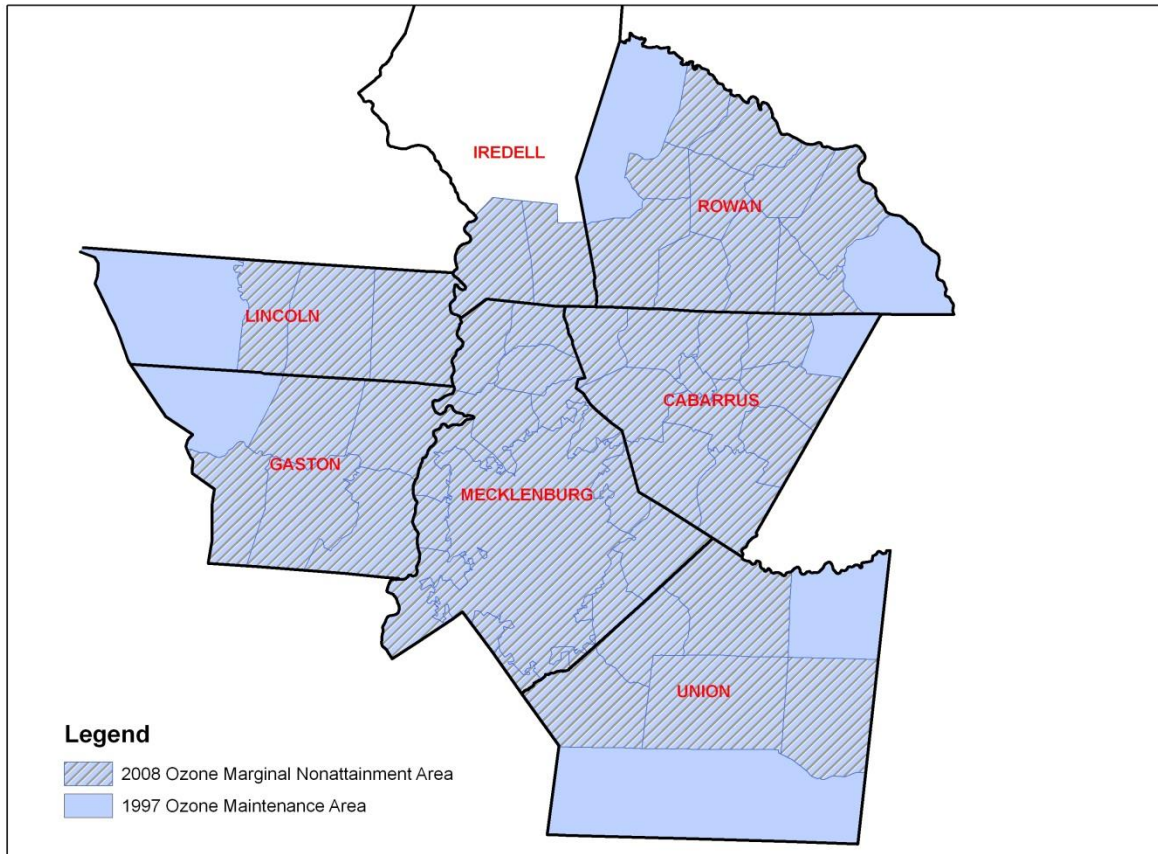 IREDELL
ROWAN
LINCOLN
CABARRUS
GASTON
MECKLENBURG
UNION
Legend
2008 Ozone Marginal Nonattainment Area
1997 Ozone Maintenance Area